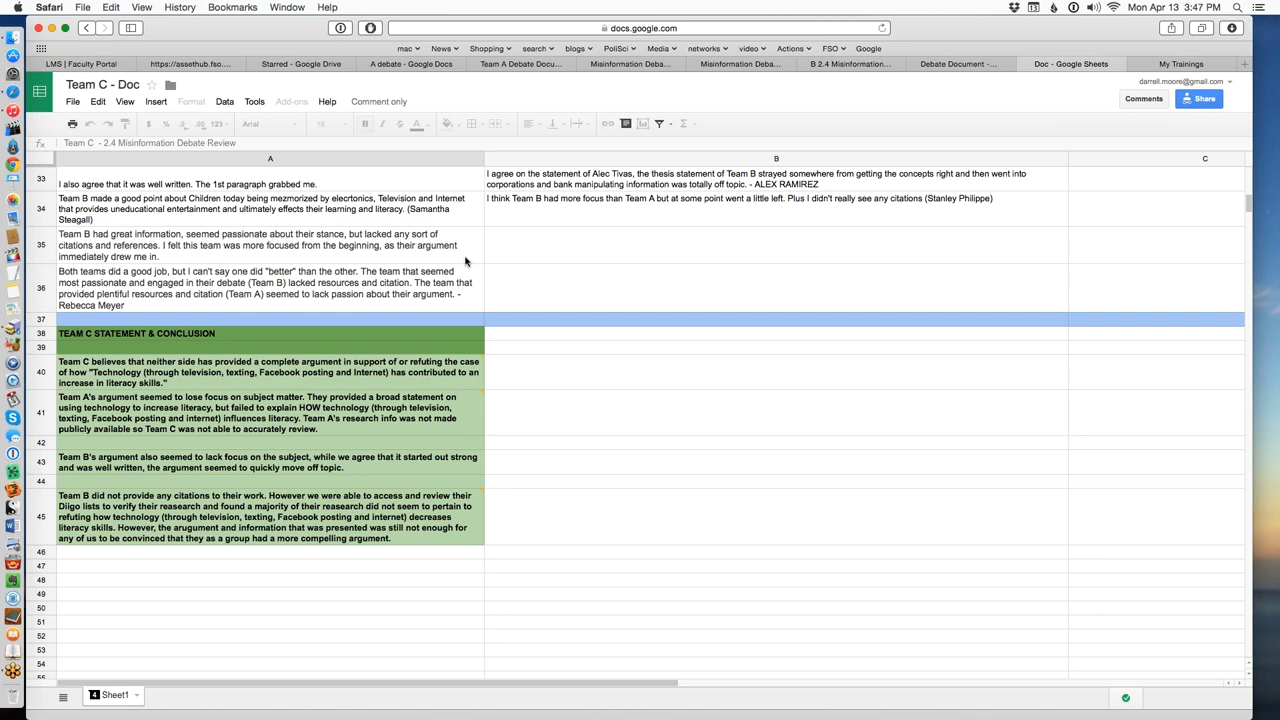 Safari File Edit View History Bookmarks Window Help Mon Apr 13 3:47 PM
docs.google.com
mac News Shopping search blogs PoliSci Media networks video Actions FSO Google
LMS | Faculty Portal https://assethub.fso.... Starred - Google Drive A debate - Google Docs Team A Debate Docu... Misinformation Deba... Misinformation Deba... B 2.4 Misinformation... Debate Document -... Doc - Google Sheets My Trainings
darrell.moore@gmail.com
Team C - Doc
File Edit View Insert Format Data Tools Add-ons Help Comment only
Comments Share
$ % .0 .00 123 Arial 18 B I S A
fx Team C - 2.4 Misinformation Debate Review
A B C
33 I also agree that it was well written. The 1st paragraph grabbed me.
I agree on the statement of Alec Tivas, the thesis statement of Team B strayed somewhere from getting the concepts right and then went into
corporations and bank manipulating information was totally off topic. - ALEX RAMIREZ
34
Team B made a good point about Children today being mezmorized by elecrtonics, Television and Internet
that provides uneducational entertainment and ultimately effects their learning and literacy. (Samantha
Steagall)
I think Team B had more focus than Team A but at some point went a little left. Plus I didn't really see any citations (Stanley Philippe)
35
Team B had great information, seemed passionate about their stance, but lacked any sort of
citations and references. I felt this team was more focused from the beginning, as their argument
immediately drew me in.
36
Both teams did a good job, but I can't say one did "better" than the other. The team that seemed
most passionate and engaged in their debate (Team B) lacked resources and citation. The team that
provided plentiful resources and citation (Team A) seemed to lack passion about their argument. -
Rebecca Meyer
37
38 TEAM C STATEMENT & CONCLUSION
39
40
Team C believes that neither side has provided a complete argument in support of or refuting the case
of how "Technology (through television, texting, Facebook posting and Internet) has contributed to an
increase in literacy skills."
41
Team A's argument seemed to lose focus on subject matter. They provided a broad statement on
using technology to increase literacy, but failed to explain HOW technology (through television,
texting, Facebook posting and internet) influences literacy. Team A's research info was not made
publicly available so Team C was not able to accurately review.
42
43
Team B's argument also seemed to lack focus on the subject, while we agree that it started out strong
and was well written, the argument seemed to quickly move off topic.
44
45
Team B did not provide any citations to their work. However we were able to access and review their
Diigo lists to verify their reasearch and found a majority of their reasearch did not seem to pertain to
refuting how technology (through television, texting, Facebook posting and internet) decreases
literacy skills. However, the arugument and information that was presented was still not enough for
any of us to be convinced that they as a group had a more compelling argument.
46
47
48
49
50
51
52
53
54
55
4 Sheet1